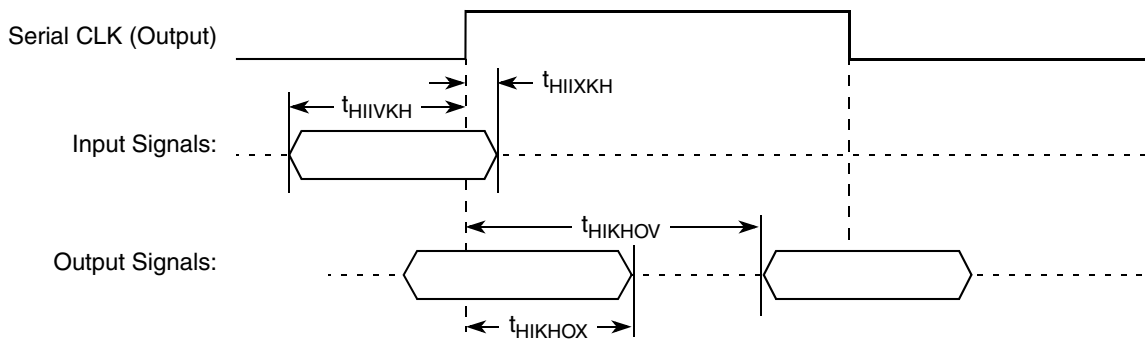 Serial CLK (Output)
tHIIXKH
tHIIVKH
Input Signals:
tHIKHOV
Output Signals:
tHIKHOX